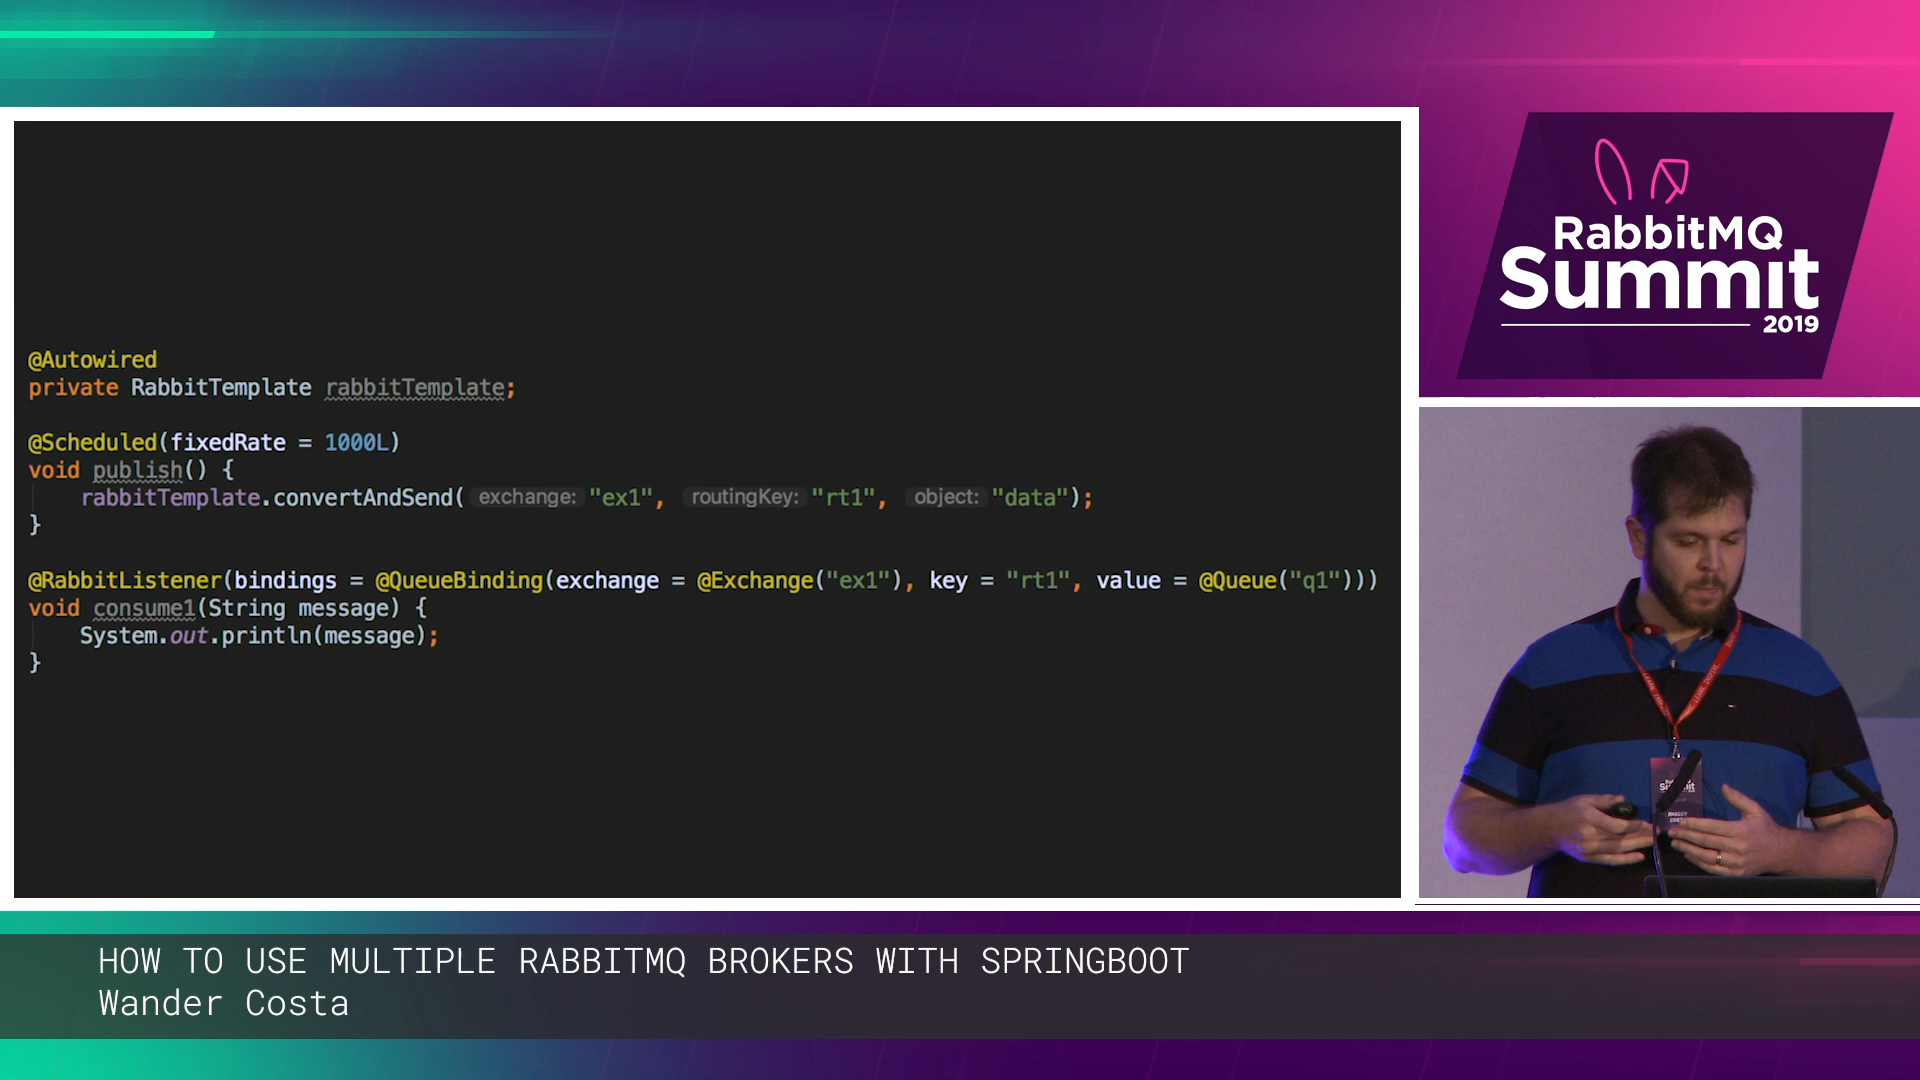 @Autowired
private RabbitTemplate rabbitTemplate;
@Scheduled(fixedRate = 1000L)
void publish() {
rabbitTemplate.convertAndSend( exchange: "ex1", routingKey: "rt1", object: "data");
}
@RabbitListener(bindings = @QueueBinding(exchange = @Exchange("ex1"), key = "rt1", value = @Queue("q1")))
void consume1(String message) {
System.out.println(message);
}
RabbitMQ
Summit
2019
Summit
HOW TO USE MULTIPLE RABBITMQ BROKERS WITH SPRINGBOOT
Wander Costa